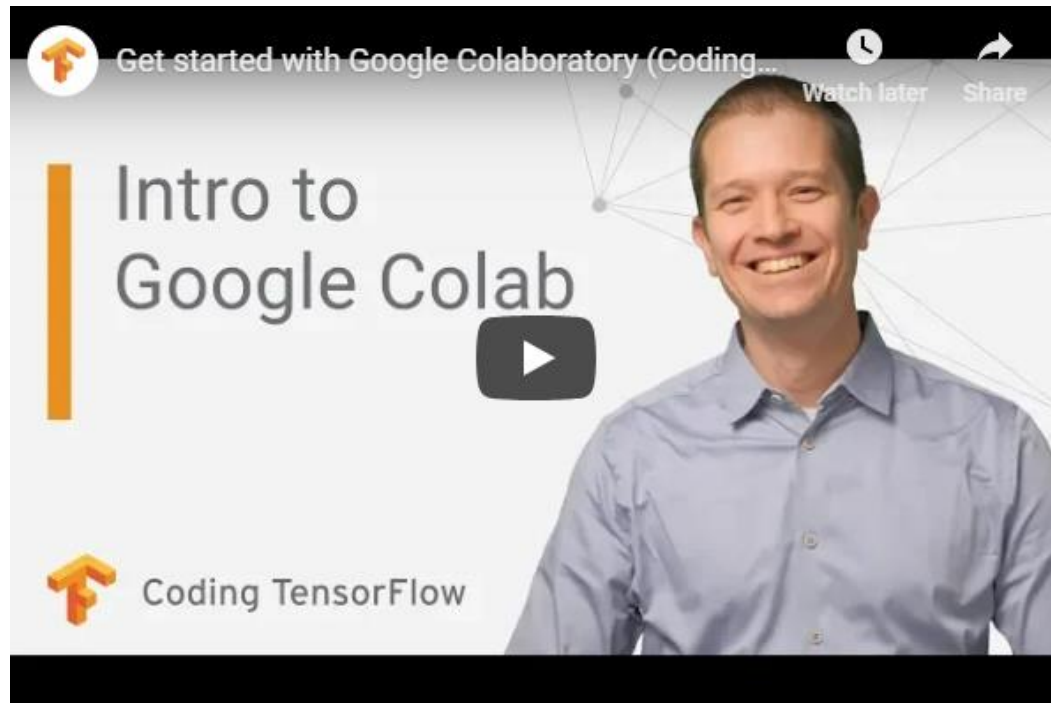 Get started with Google Colaboratory (Coding...
Watch later
Share
Intro to
Google Colab
Coding TensorFlow